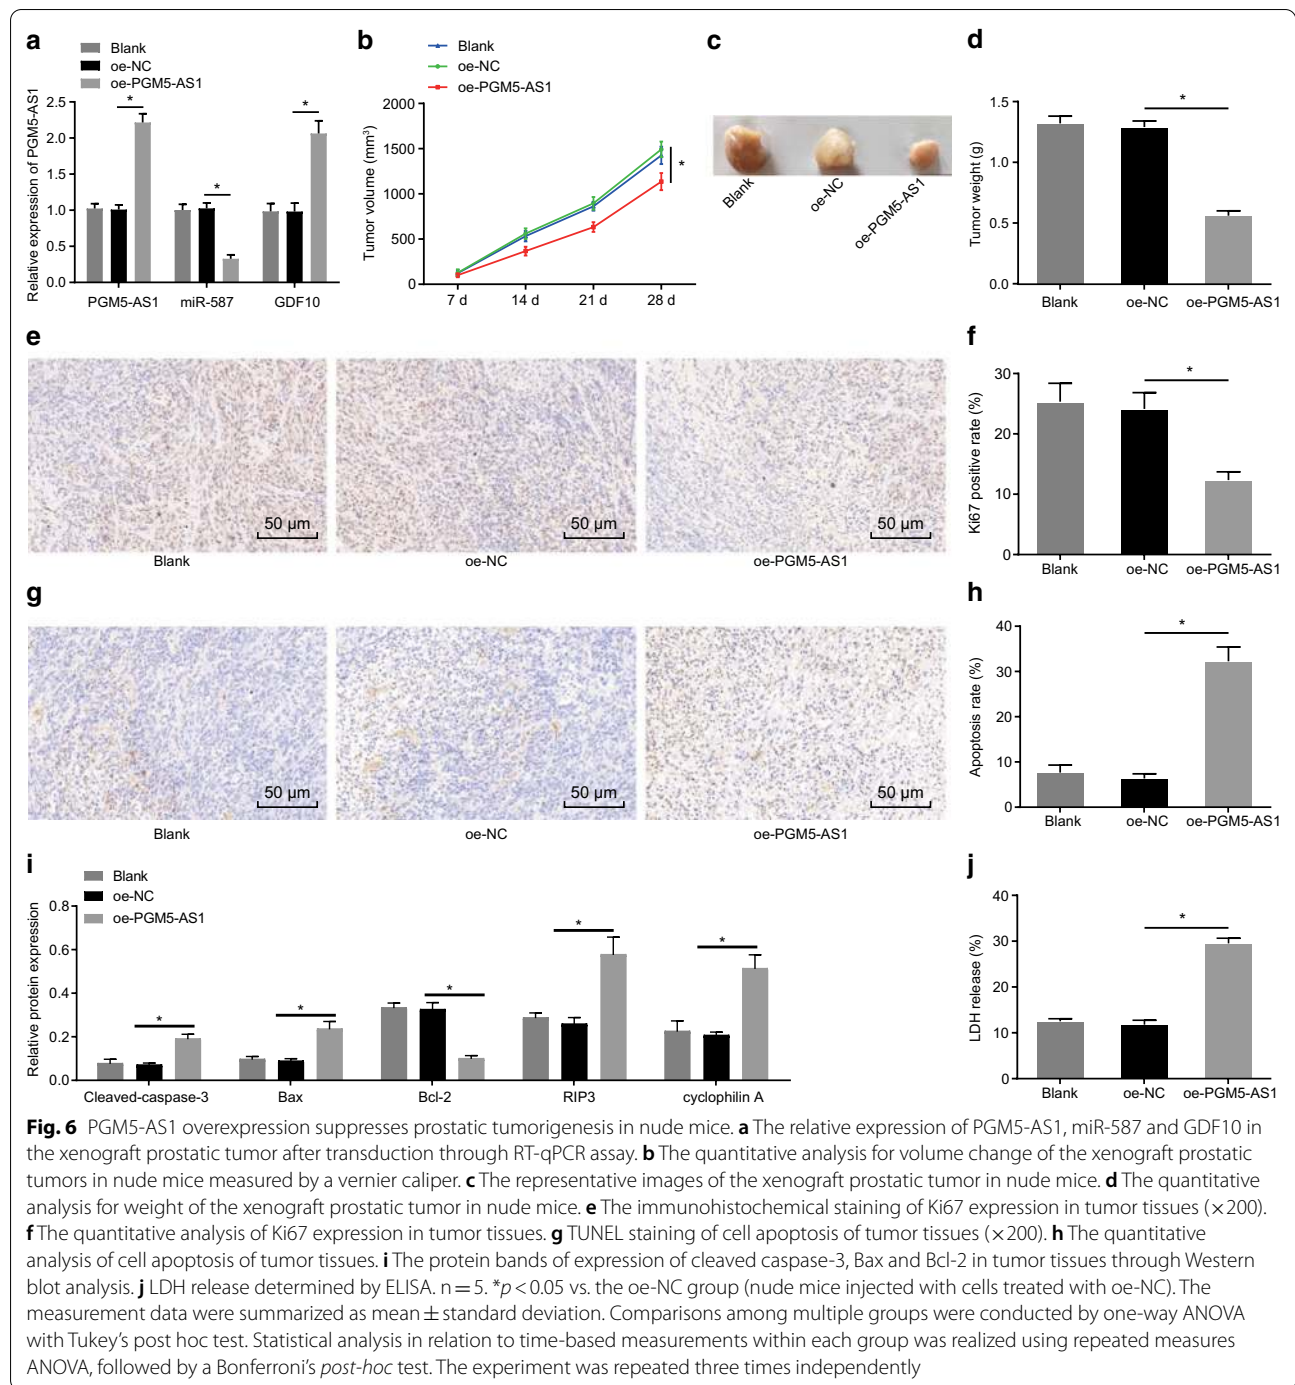 a
Blank
oe-NC
oe-PGM5-AS1
Relative expression of PGM5-AS1
2.5
2.0
1.5
1.0
0.5
0.0
*
*
*
PGM5-AS1 miR-587 GDF10
b
Blank
oe-NC
oe-PGM5-AS1
Tumor volume (mm³)
2000
1500
1000
500
0
*
7 d 14 d 21 d 28 d
c
Blank
oe-NC
oe-PGM5-AS1
d
Tumor weight (g)
1.5
1.0
0.5
0.0
*
Blank oe-NC oe-PGM5-AS1
e
50 µm
50 µm
50 µm
Blank oe-NC oe-PGM5-AS1
f
Ki67 positive rate (%)
30
20
10
0
*
Blank oe-NC oe-PGM5-AS1
g
50 µm
50 µm
50 µm
Blank oe-NC oe-PGM5-AS1
h
Apoptosis rate (%)
40
30
20
10
0
*
Blank oe-NC oe-PGM5-AS1
i
Blank
oe-NC
oe-PGM5-AS1
Relative protein expression
0.8
0.6
0.4
0.2
0.0
*
*
*
*
*
Cleaved-caspase-3 Bax Bcl-2 RIP3 cyclophilin A
j
LDH release (%)
40
30
20
10
0
*
Blank oe-NC oe-PGM5-AS1
Fig. 6 PGM5-AS1 overexpression suppresses prostatic tumorigenesis in nude mice. a The relative expression of PGM5-AS1, miR-587 and GDF10 in
the xenograft prostatic tumor after transduction through RT-qPCR assay. b The quantitative analysis for volume change of the xenograft prostatic
tumors in nude mice measured by a vernier caliper. c The representative images of the xenograft prostatic tumor in nude mice. d The quantitative
analysis for weight of the xenograft prostatic tumor in nude mice. e The immunohistochemical staining of Ki67 expression in tumor tissues (×200).
f The quantitative analysis of Ki67 expression in tumor tissues. g TUNEL staining of cell apoptosis of tumor tissues (×200). h The quantitative
analysis of cell apoptosis of tumor tissues. i The protein bands of expression of cleaved caspase-3, Bax and Bcl-2 in tumor tissues through Western
blot analysis. j LDH release determined by ELISA. n = 5. *p < 0.05 vs. the oe-NC group (nude mice injected with cells treated with oe-NC). The
measurement data were summarized as mean ± standard deviation. Comparisons among multiple groups were conducted by one-way ANOVA
with Tukey's post hoc test. Statistical analysis in relation to time-based measurements within each group was realized using repeated measures
ANOVA, followed by a Bonferroni's post-hoc test. The experiment was repeated three times independently